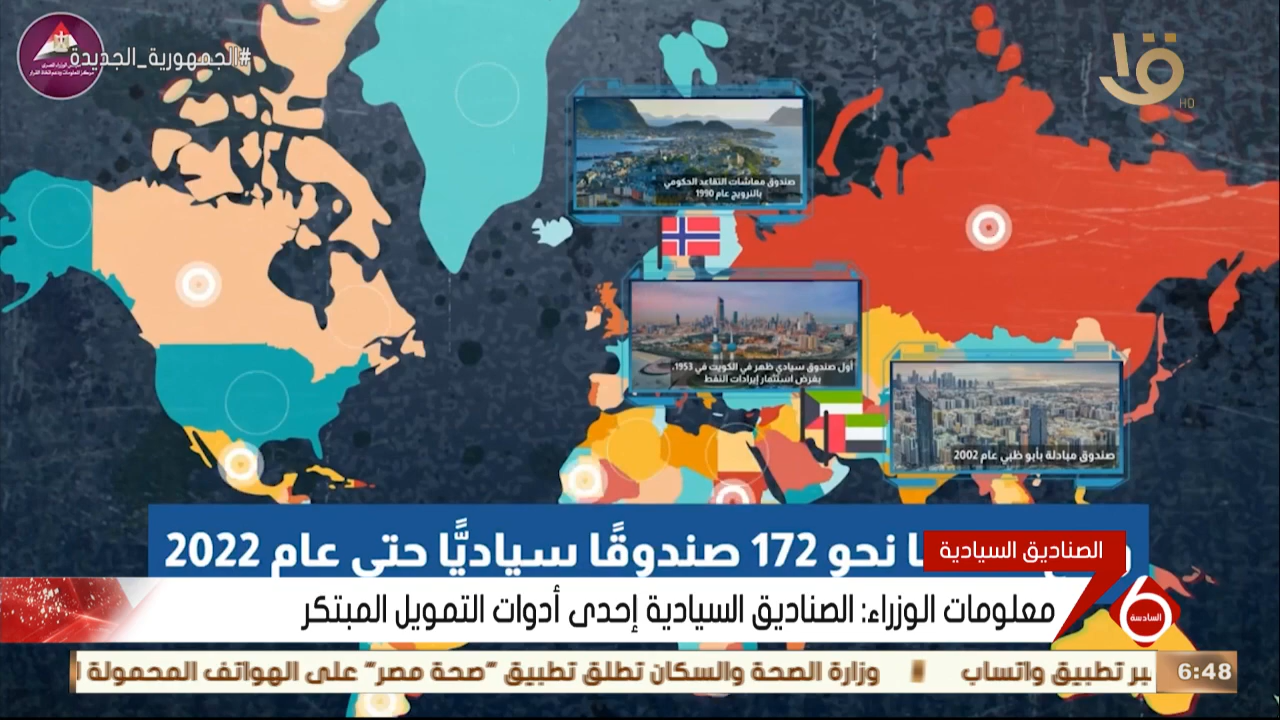 #الجمهورية_الجديدة
HD
صندوق معاشات التقاعد الحكومي
بالنرويج عام 1990
أول صندوق سيادي ظهر في الكويت في 1953،
بغرض استثمار إيرادات النفط
صندوق مبادلة بأبو ظبي عام 2002
نحو 172 صندوقًا سياديًّا حتى عام 2022
الصناديق السيادية
معلومات الوزراء: الصناديق السيادية إحدى أدوات التمويل المبتكر
السادسة
تطبيق واتساب
وزارة الصحة والسكان تطلق تطبيق "صحة مصر" على الهواتف المحمولة
6:48